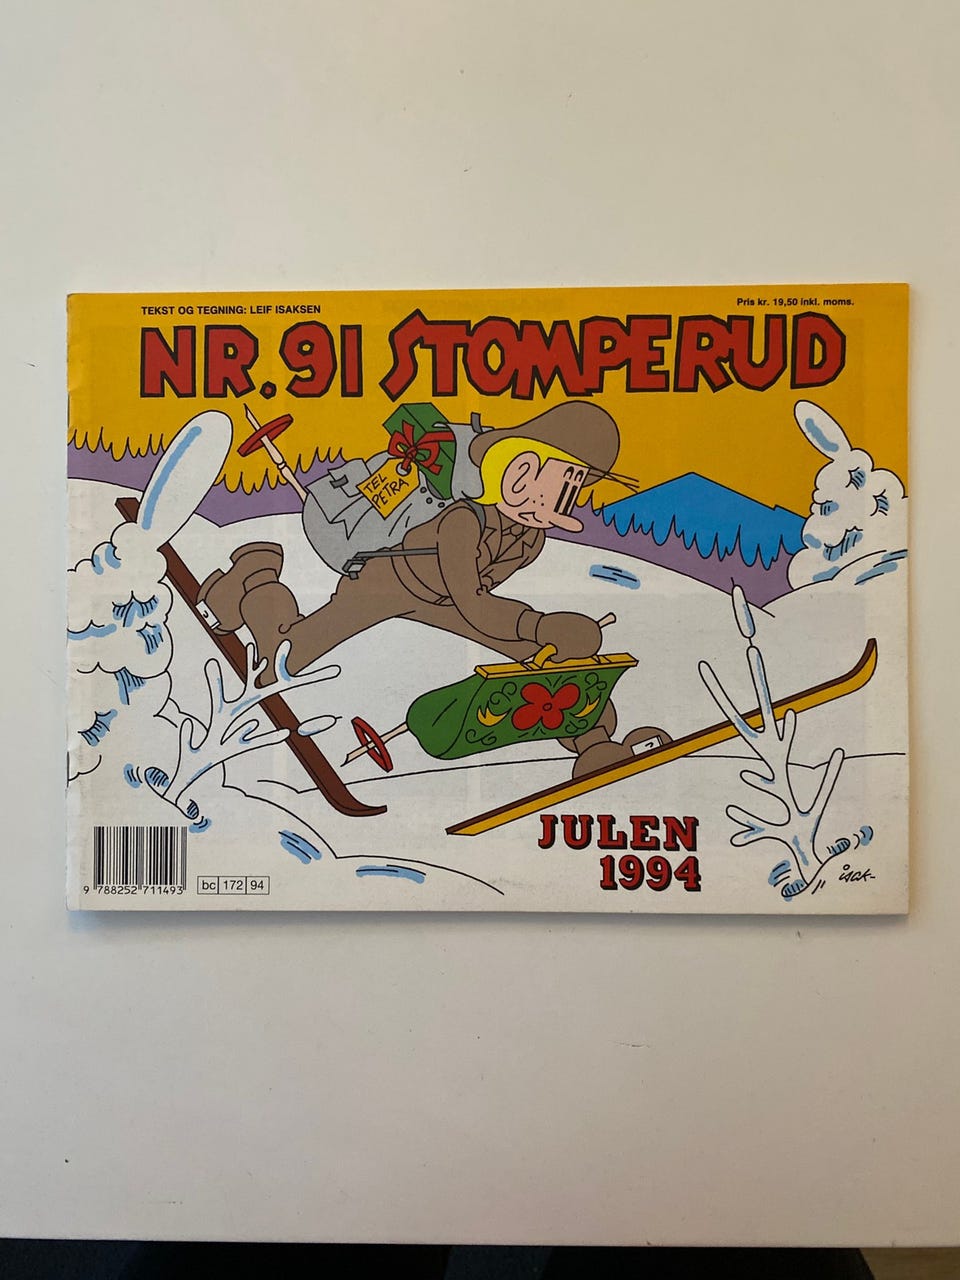 TEKST OG TEGNING: LEIF ISAKSEN
Pris kr. 19,50 inkl. moms.
NR. 91 STOMPERUD
TEL
PETRA
JULEN
1994
isak-
9 788252 711493
bc 172 94